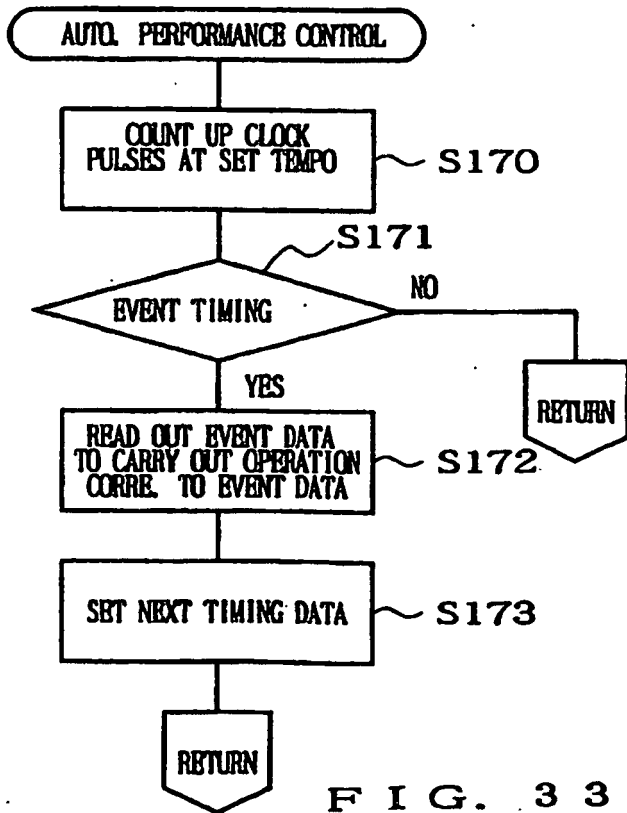 AUTO. PERFORMANCE CONTROL
COUNT UP CLOCK
PULSES AT SET TEMPO
S170
S171
EVENT TIMING
NO
YES
RETURN
READ OUT EVENT DATA
TO CARRY OUT OPERATION
CORRE. TO EVENT DATA
S172
SET NEXT TIMING DATA
S173
RETURN
FIG. 33